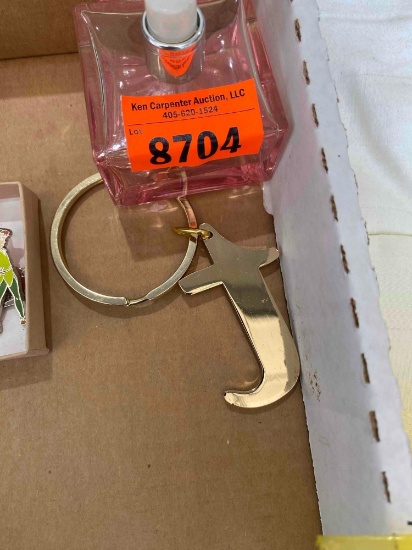 Ken Carpenter Auction, LLC
405-620-1524
Lot:
8704